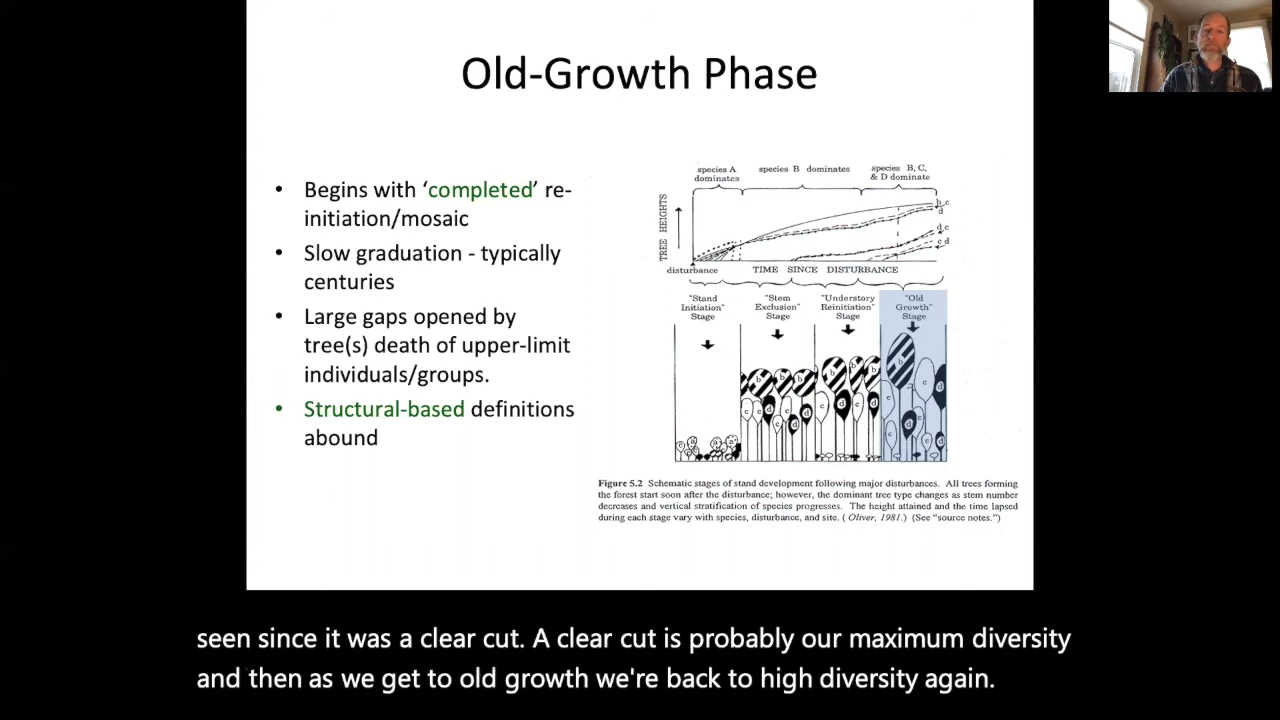 Old-Growth Phase
• Begins with ‘completed’ re-
initiation/mosaic
• Slow graduation - typically
centuries
• Large gaps opened by
tree(s) death of upper-limit
individuals/groups.
• Structural-based definitions
abound
species A
dominates
species B dominates
species B, C,
& D dominate
TREE HEIGHTS
b c
d
d c
c d
disturbance
TIME SINCE DISTURBANCE
"Stand
Initiation"
Stage
"Stem
Exclusion"
Stage
"Understory
Reinitiation"
Stage
"Old
Growth"
Stage
Figure 5.2 Schematic stages of stand development following major disturbances. All trees forming
the forest start soon after the disturbance; however, the dominant tree type changes as stem number
decreases and vertical stratification of species progresses. The height attained and the time lapsed
during each stage vary with species, disturbance, and site. ( Oliver, 1981.) (See "source notes.")
seen since it was a clear cut. A clear cut is probably our maximum diversity
and then as we get to old growth we're back to high diversity again.